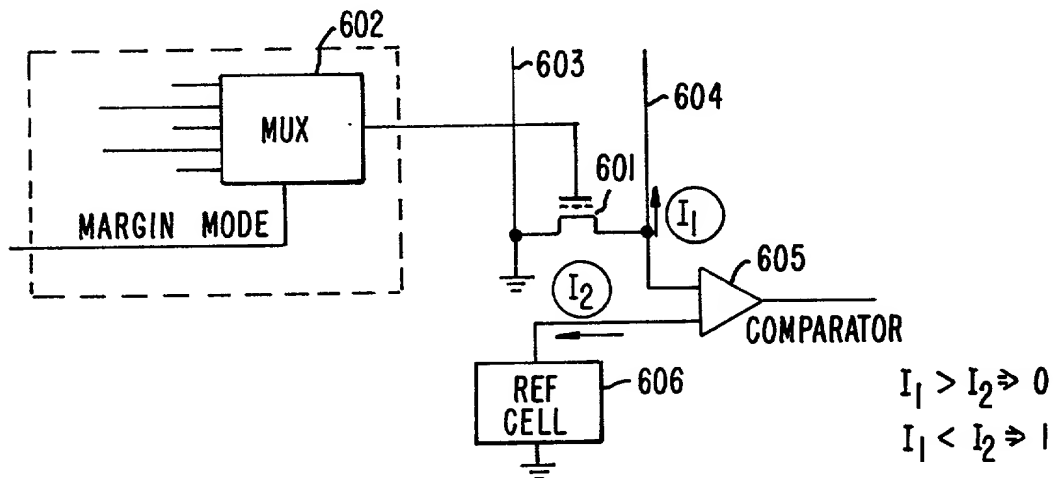 602
603
604
MUX
601
MARGIN MODE
I₁
I₂
605
COMPARATOR
REF
CELL
606
I₁ > I₂ ⇒ 0
I₁ < I₂ ⇒ 1